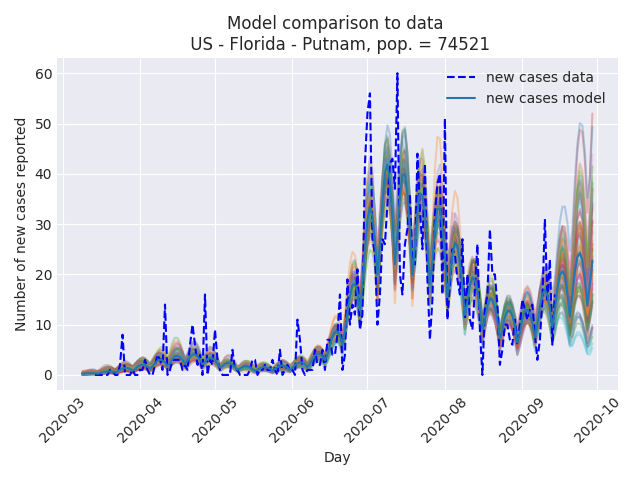 Model comparison to data
US - Florida - Putnam, pop. = 74521
new cases data
new cases model
Number of new cases reported
60
50
40
30
20
10
0
2020-03
2020-04
2020-05
2020-06
2020-07
2020-08
2020-09
2020-10
Day